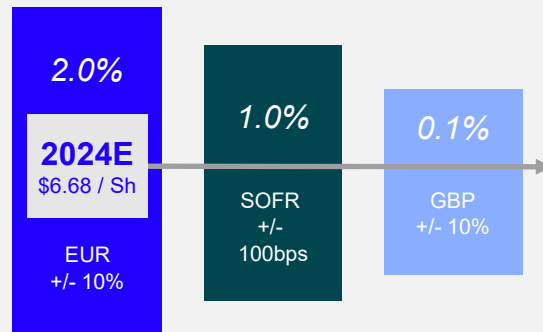 2.0%
2024E
$6.68 / Sh
EUR
+/- 10%
1.0%
SOFR
+/-
100bps
0.1%
GBP
+/- 10%